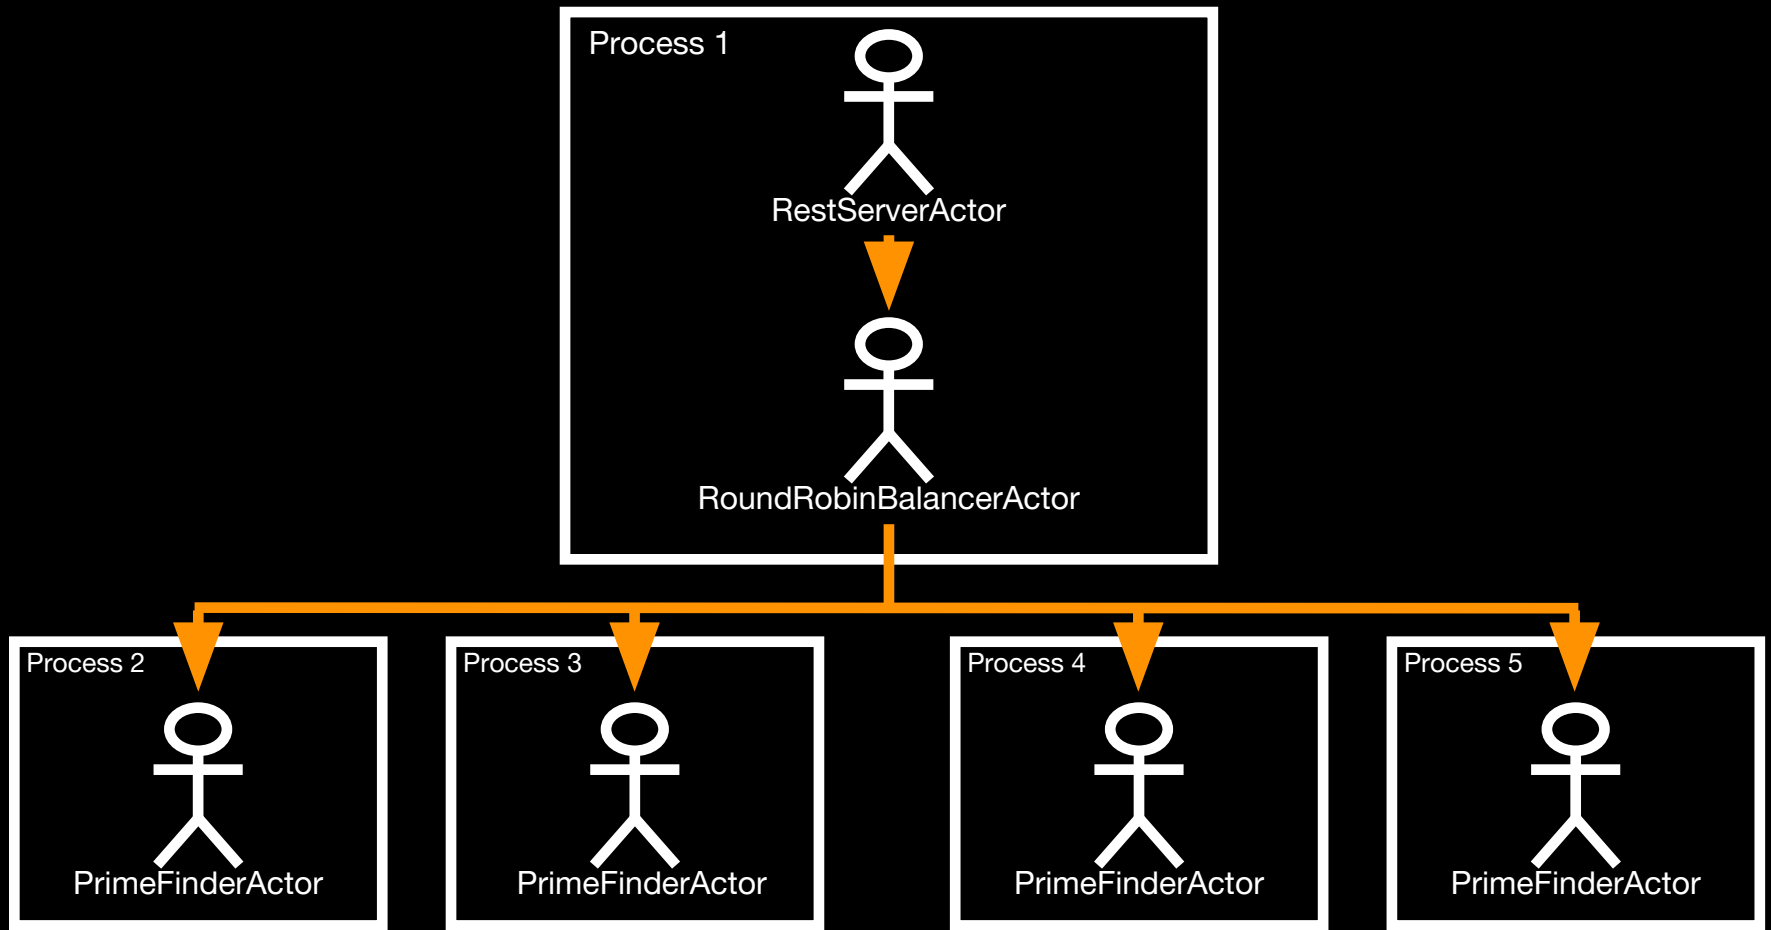 Process 1
RestServerActor
RoundRobinBalancerActor
Process 2
Process 3
Process 4
Process 5
PrimeFinderActor
PrimeFinderActor
PrimeFinderActor
PrimeFinderActor